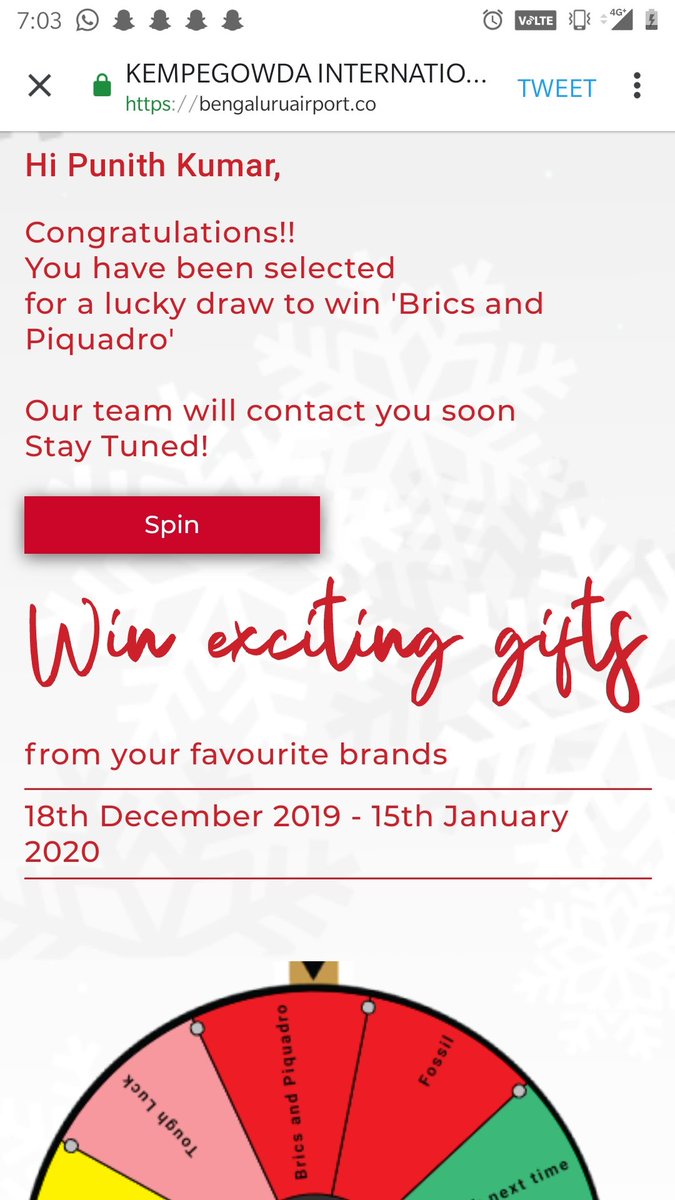 7:03 VoLTE 4G+
KEMPEGOWDA INTERNATIO...
https://bengaluruairport.co
TWEET
Hi Punith Kumar,
Congratulations!!
You have been selected
for a lucky draw to win 'Brics and
Piquadro'
Our team will contact you soon
Stay Tuned!
Spin
Win exciting gifts
from your favourite brands
18th December 2019 - 15th January
2020
Tough Luck
Brics and Piquadro
Fossil
next time